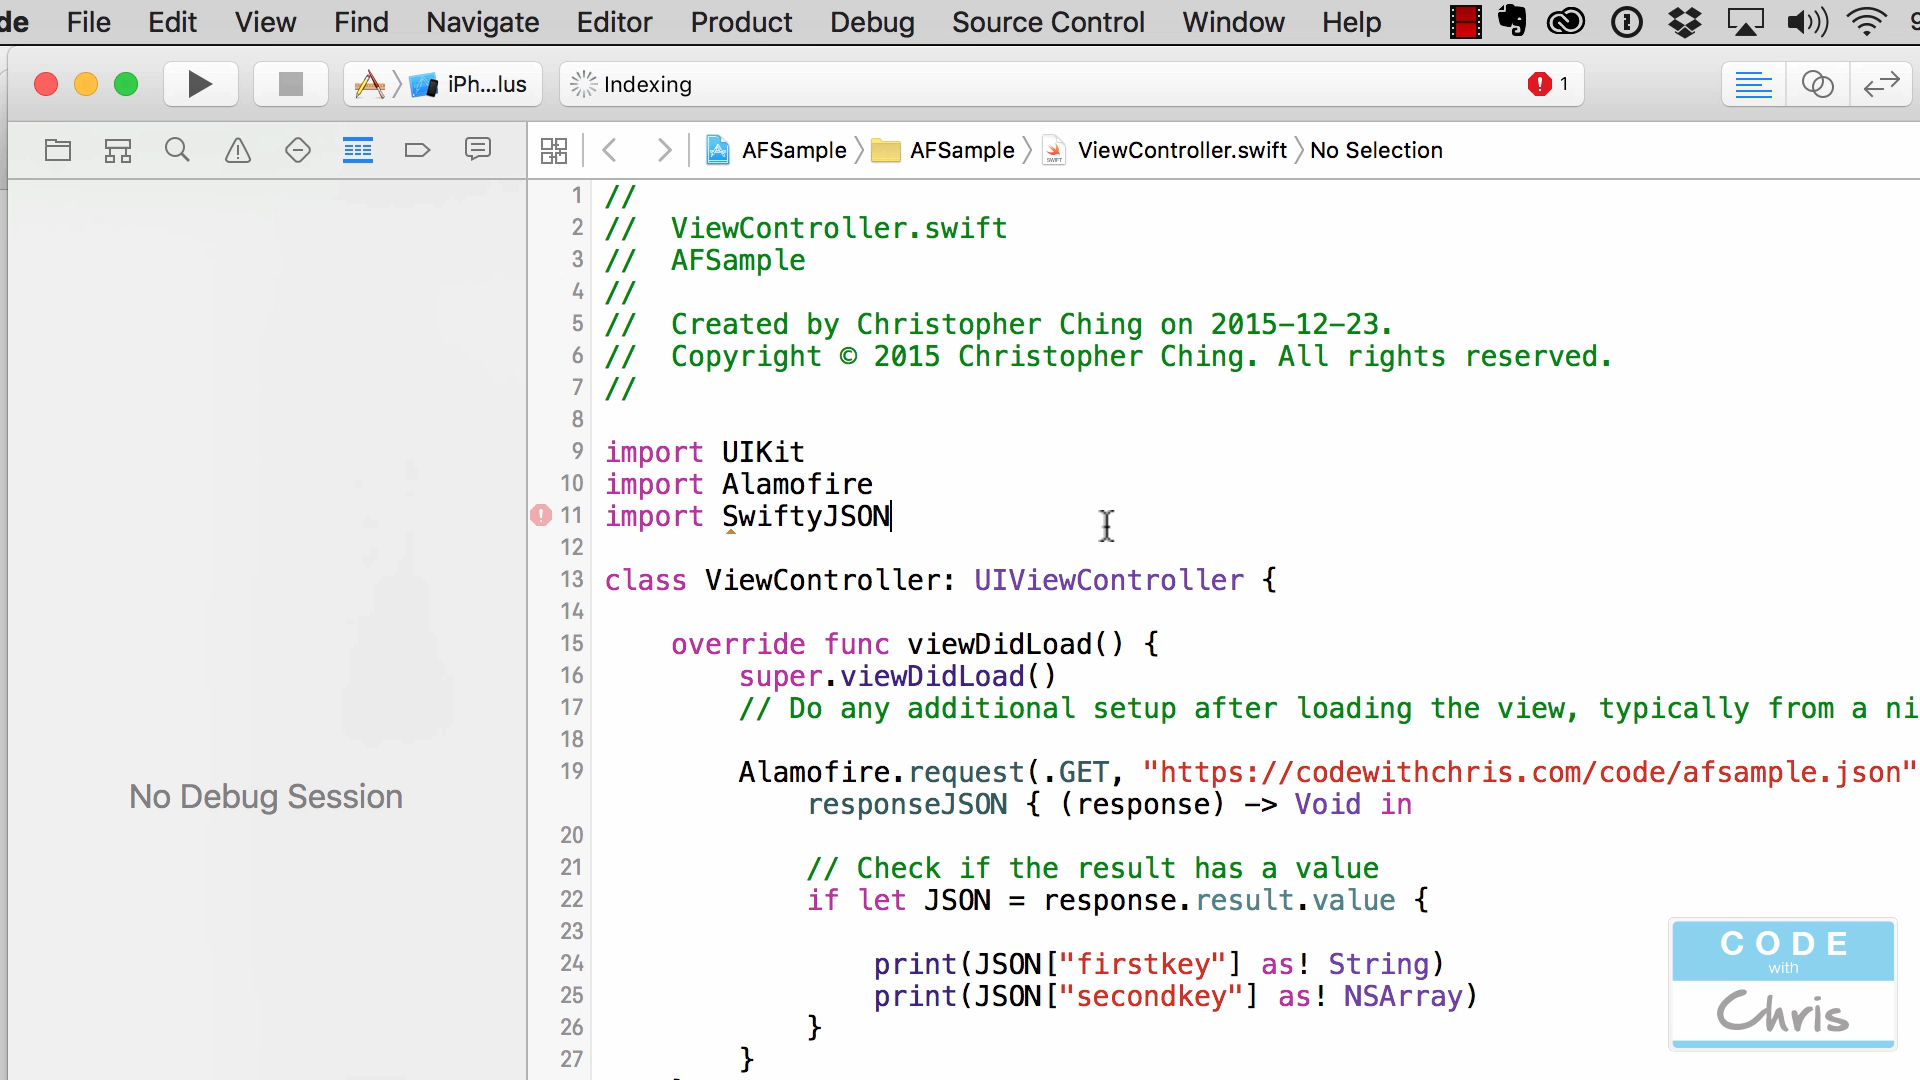 de File Edit View Find Navigate Editor Product Debug Source Control Window Help 9
iPh...lus Indexing 1
AFSample AFSample ViewController.swift No Selection
1 //
2 // ViewController.swift
3 // AFSample
4 //
5 // Created by Christopher Ching on 2015-12-23.
6 // Copyright © 2015 Christopher Ching. All rights reserved.
7 //
8
9 import UIKit
10 import Alamofire
11 import SwiftyJSON
12
13 class ViewController: UIViewController {
14
15 override func viewDidLoad() {
16 super.viewDidLoad()
17 // Do any additional setup after loading the view, typically from a ni
18
19 Alamofire.request(.GET, "https://codewithchris.com/code/afsample.json"
responseJSON { (response) -> Void in
20
21 // Check if the result has a value
22 if let JSON = response.result.value {
23
24 print(JSON["firstkey"] as! String)
25 print(JSON["secondkey"] as! NSArray)
26 }
27 }
No Debug Session
CODE
with
Chris